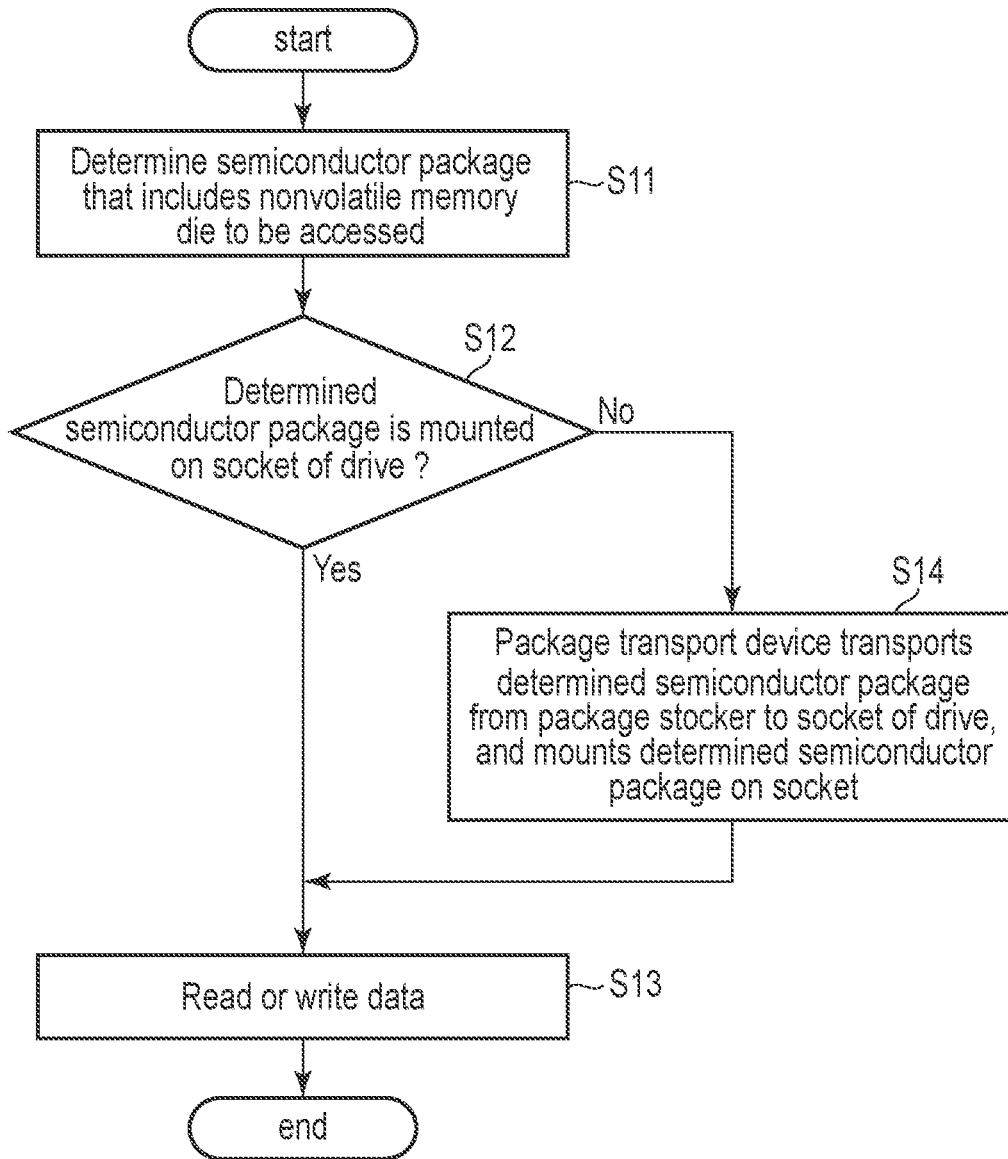 start
Determine semiconductor package
that includes nonvolatile memory
die to be accessed
S11
S12
Determined
semiconductor package is mounted
on socket of drive ?
No
Yes
S14
Package transport device transports
determined semiconductor package
from package stocker to socket of drive,
and mounts determined semiconductor
package on socket
Read or write data
S13
end